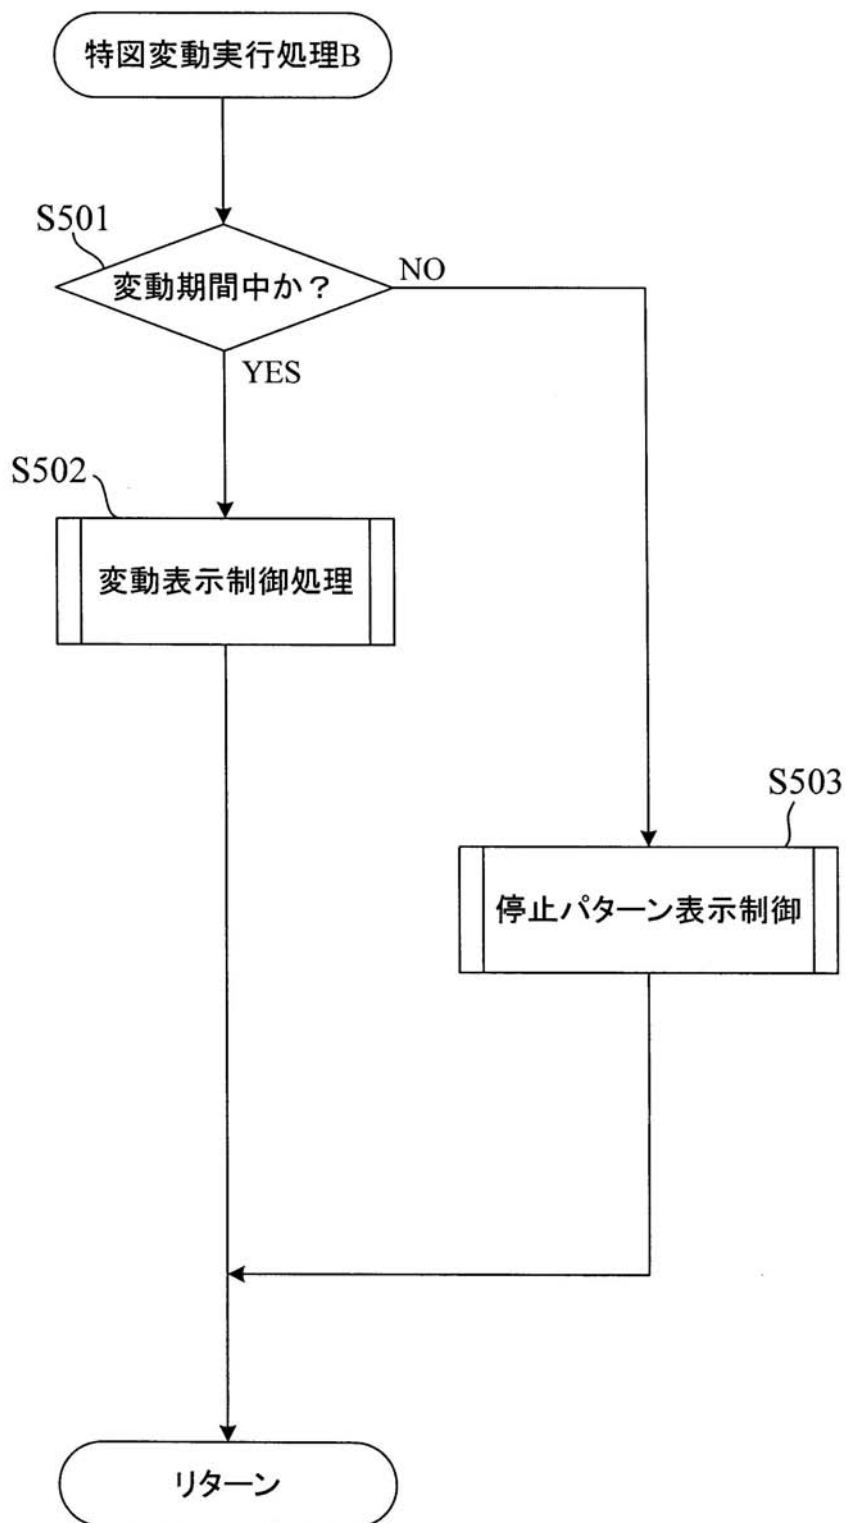 特図変動実行処理B
S501
変動期間中か？
NO
YES
S502
変動表示制御処理
S503
停止パターン表示制御
リターン